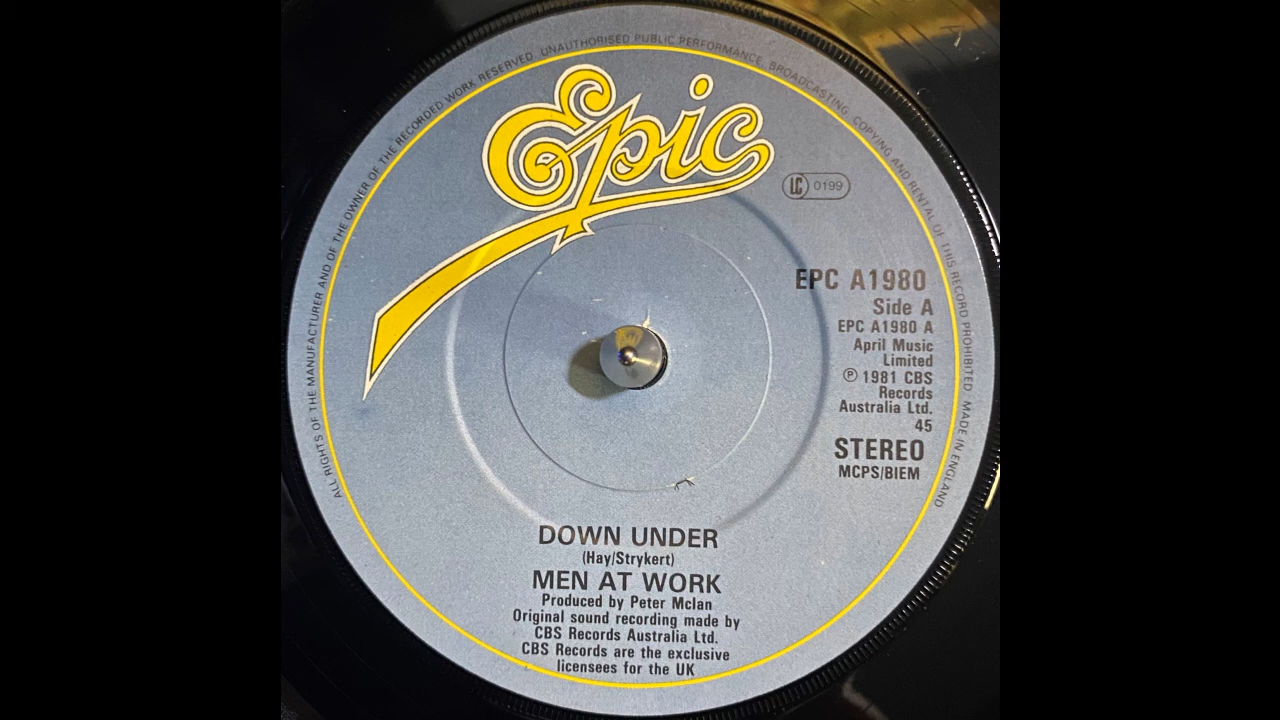 ALL RIGHTS OF THE MANUFACTURER AND OF THE OWNER OF THE RECORDED WORK RESERVED. UNAUTHORISED PUBLIC PERFORMANCE, BROADCASTING, COPYING AND RENTAL OF THIS RECORD PROHIBITED. MADE IN ENGLAND
Epic
LC 0199
EPC A1980
Side A
EPC A1980 A
April Music
Limited
℗ 1981 CBS
Records
Australia Ltd.
45
STEREO
MCPS/BIEM
DOWN UNDER
(Hay/Strykert)
MEN AT WORK
Produced by Peter Mclan
Original sound recording made by
CBS Records Australia Ltd.
CBS Records are the exclusive
licensees for the UK